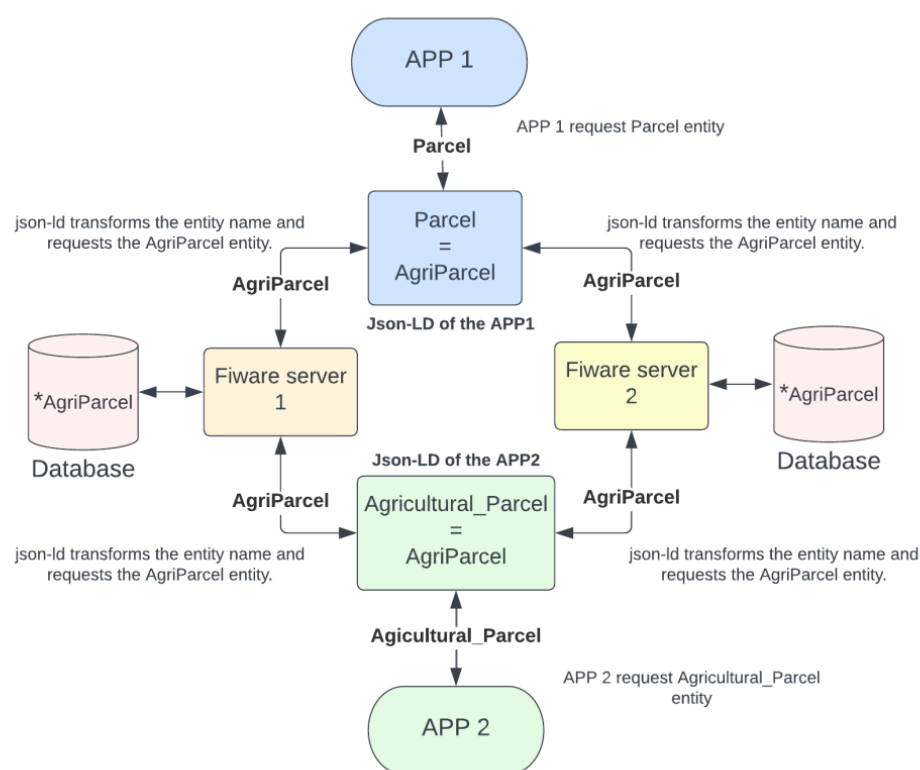 APP 1
APP 1 request Parcel entity
Parcel
json-ld transforms the entity name and
requests the AgriParcel entity.
Parcel
=
AgriParcel
json-ld transforms the entity name and
requests the AgriParcel entity.
AgriParcel
AgriParcel
Json-LD of the APP1
*AgriParcel
Database
Fiware server
1
Fiware server
2
*AgriParcel
Database
Json-LD of the APP2
AgriParcel
Agricultural_Parcel
=
AgriParcel
AgriParcel
json-ld transforms the entity name and
requests the AgriParcel entity.
json-ld transforms the entity name and
requests the AgriParcel entity.
Agicultural_Parcel
APP 2 request Agricultural_Parcel
entity
APP 2